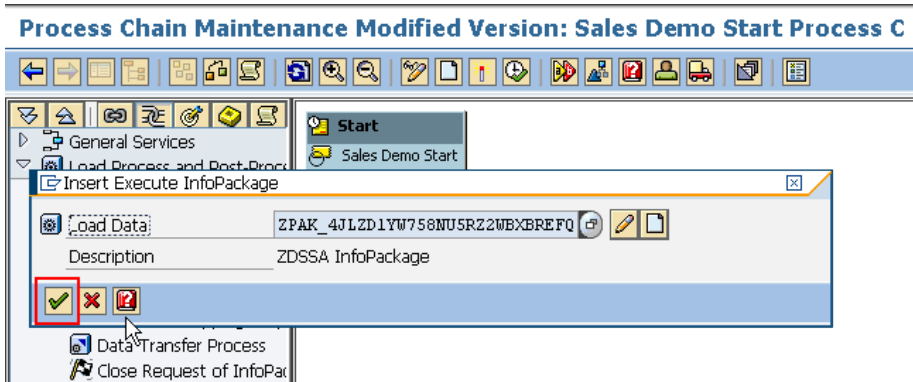 Process Chain Maintenance Modified Version: Sales Demo Start Process C
Start
General Services
Sales Demo Start
Load Process and Post-Proc
Insert Execute InfoPackage
Load Data
ZPAK_4JLZD1YW758NU5RZ2WBXBREFQ
Description
ZDSSA InfoPackage
Data Transfer Process
Close Request of InfoPac